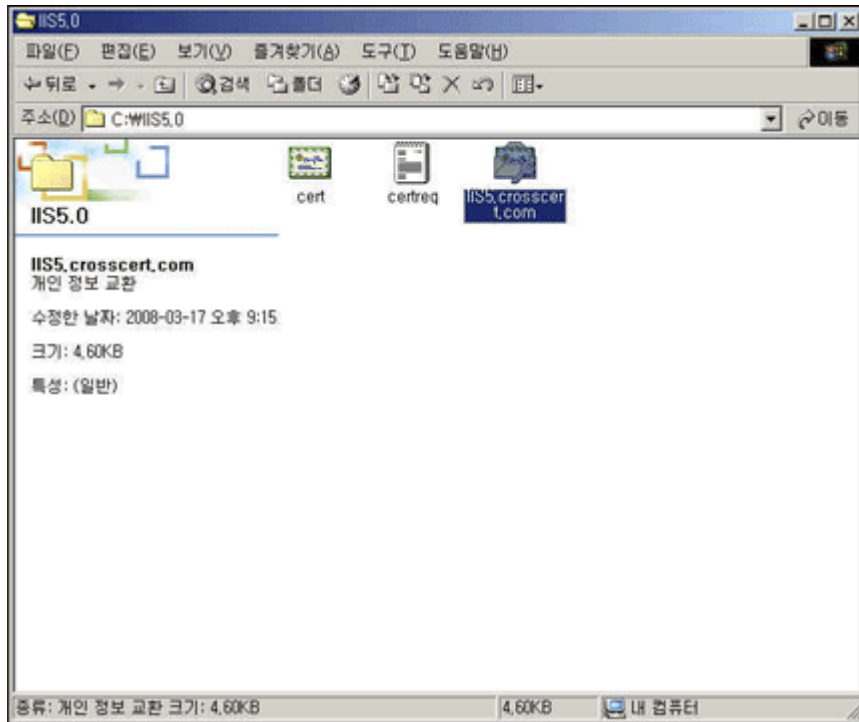 IIS5.0
파일(F) 편집(E) 보기(V) 즐겨찾기(A) 도구(T) 도움말(H)
뒤로 검색 폴더
주소(D) C:₩IIS5.0 이동
IIS5.0
cert
certreq
IIS5.crosscer
t.com
IIS5.crosscert.com
개인 정보 교환
수정한 날짜: 2008-03-17 오후 9:15
크기: 4.60KB
특성: (일반)
종류: 개인 정보 교환 크기: 4.60KB 4.60KB 내 컴퓨터